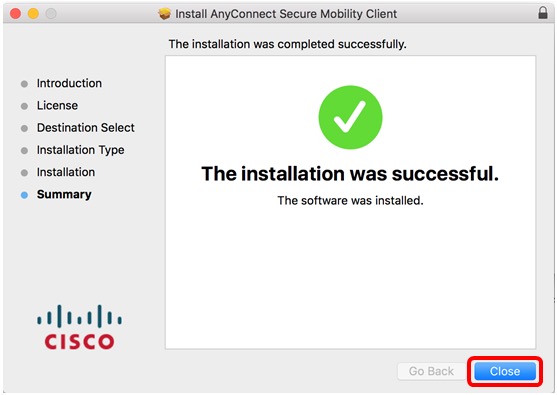 Install AnyConnect Secure Mobility Client
The installation was completed successfully.
Introduction
License
Destination Select
Installation Type
Installation
Summary
The installation was successful.
The software was installed.
CISCO
Go Back
Close